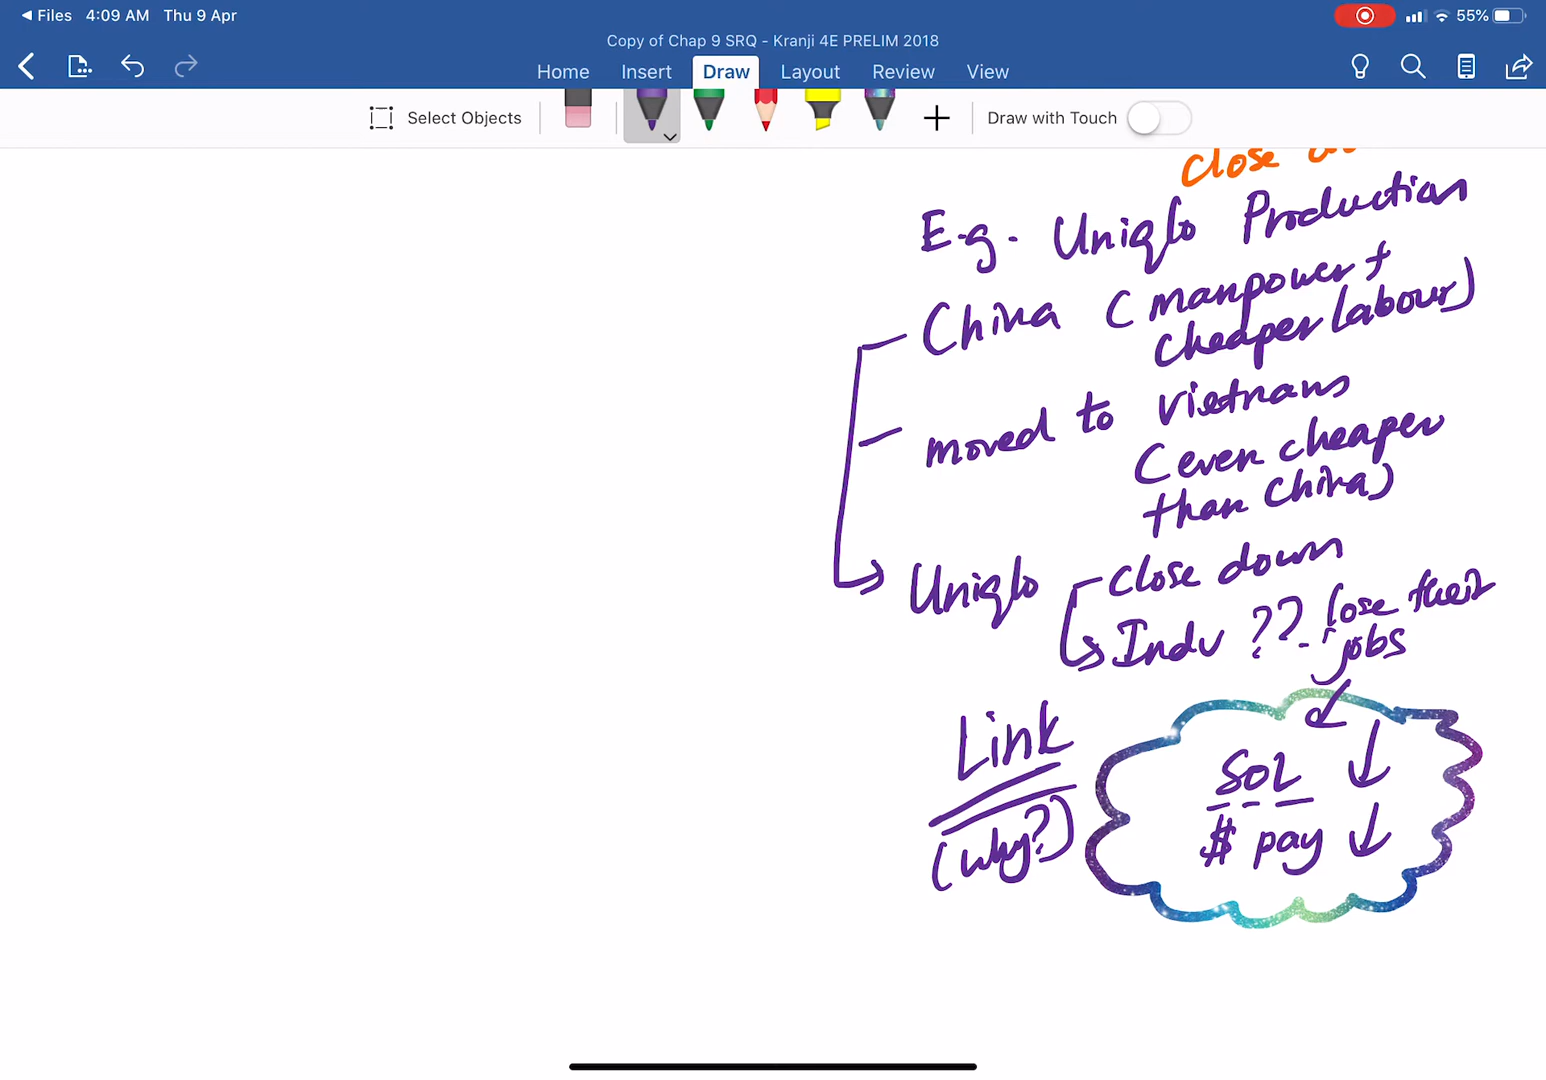 Files 4:09 AM Thu 9 Apr 55%
Copy of Chap 9 SRQ - Kranji 4E PRELIM 2018
Home Insert Draw Layout Review View
Select Objects Draw with Touch
close
E.g. Uniqlo Production
China (manpower +
cheaper labour)
moved to Vietnam
(even cheaper
than China)
Uniqlo close down
Indv ?? lose their
jobs
Link
(why?)
SOL ↓
$ pay ↓